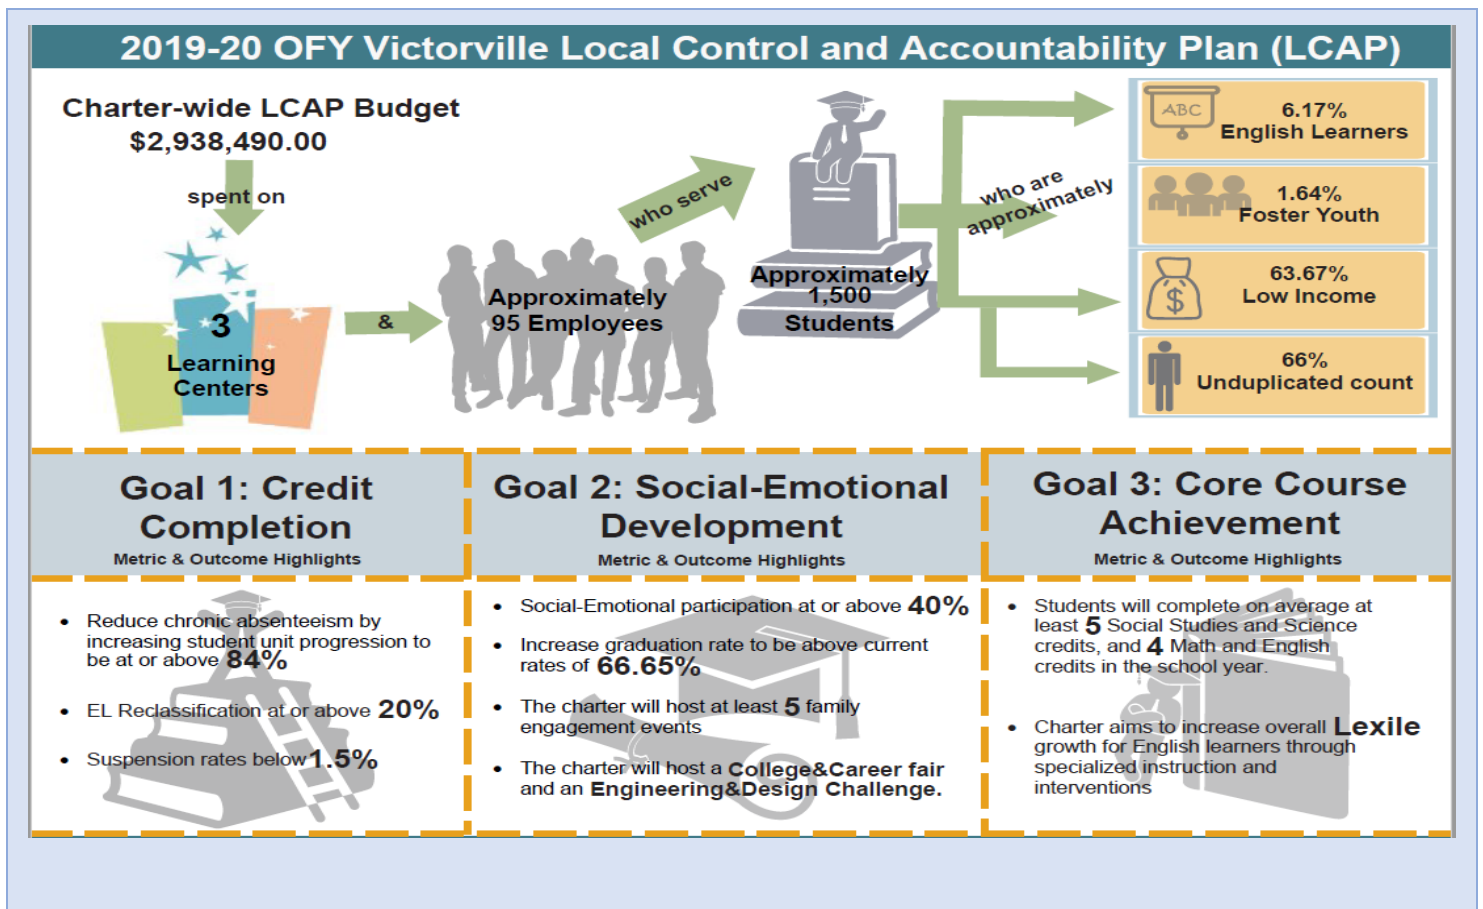 2019-20 OFY Victorville Local Control and Accountability Plan (LCAP)
Charter-wide LCAP Budget
$2,938,490.00
spent on
3
Learning
Centers
&
Approximately
95 Employees
who serve
Approximately
1,500
Students
who are
approximately
ABC
6.17%
English Learners
1.64%
Foster Youth
$
63.67%
Low Income
66%
Unduplicated count
Goal 1: Credit
Completion
Metric & Outcome Highlights
• Reduce chronic absenteeism by
increasing student unit progression to
be at or above 84%
• EL Reclassification at or above 20%
• Suspension rates below 1.5%
Goal 2: Social-Emotional
Development
Metric & Outcome Highlights
• Social-Emotional participation at or above 40%
• Increase graduation rate to be above current
rates of 66.65%
• The charter will host at least 5 family
engagement events
• The charter will host a College&Career fair
and an Engineering&Design Challenge.
Goal 3: Core Course
Achievement
Metric & Outcome Highlights
• Students will complete on average at
least 5 Social Studies and Science
credits, and 4 Math and English
credits in the school year.
• Charter aims to increase overall Lexile
growth for English learners through
specialized instruction and
interventions